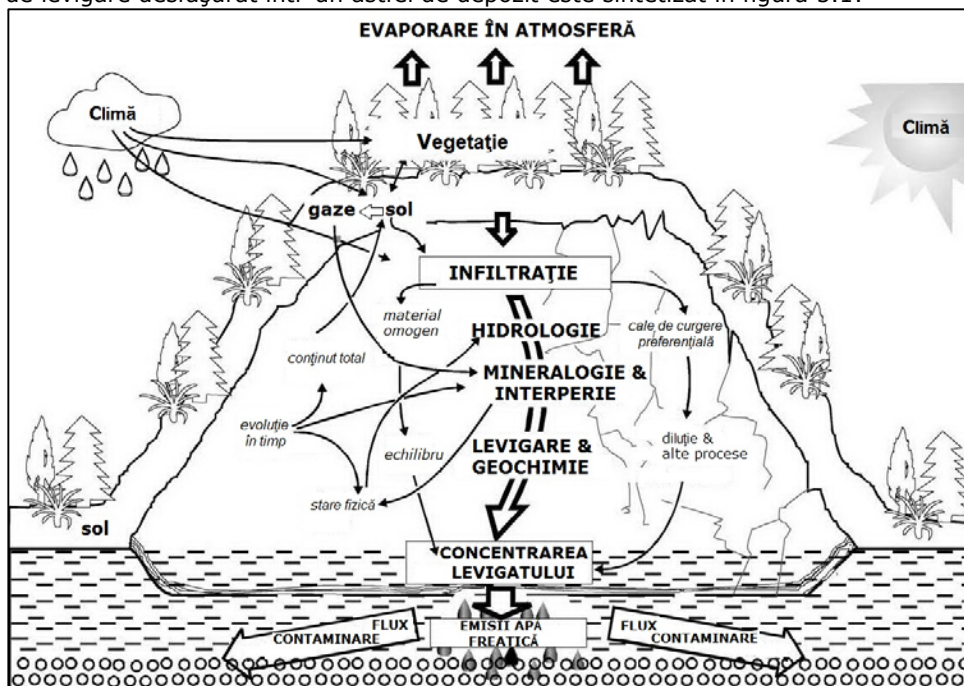 de levigare desfăşurat într-un astfel de depozit este sintetizat în figura 3.1.
EVAPORARE ÎN ATMOSFERĂ
Climă
Climă
Vegetaţie
gaze
sol
INFILTRAŢIE
material
omogen
HIDROLOGIE
cale de curgere
preferenţială
conţinut total
MINERALOGIE &
INTERPERIE
evoluţie
în timp
echilibru
LEVIGARE &
GEOCHIMIE
diluţie &
alte procese
stare fizică
sol
CONCENTRAREA
LEVIGATULUI
FLUX
CONTAMINARE
EMISII APĂ
FREATICĂ
FLUX
CONTAMINARE